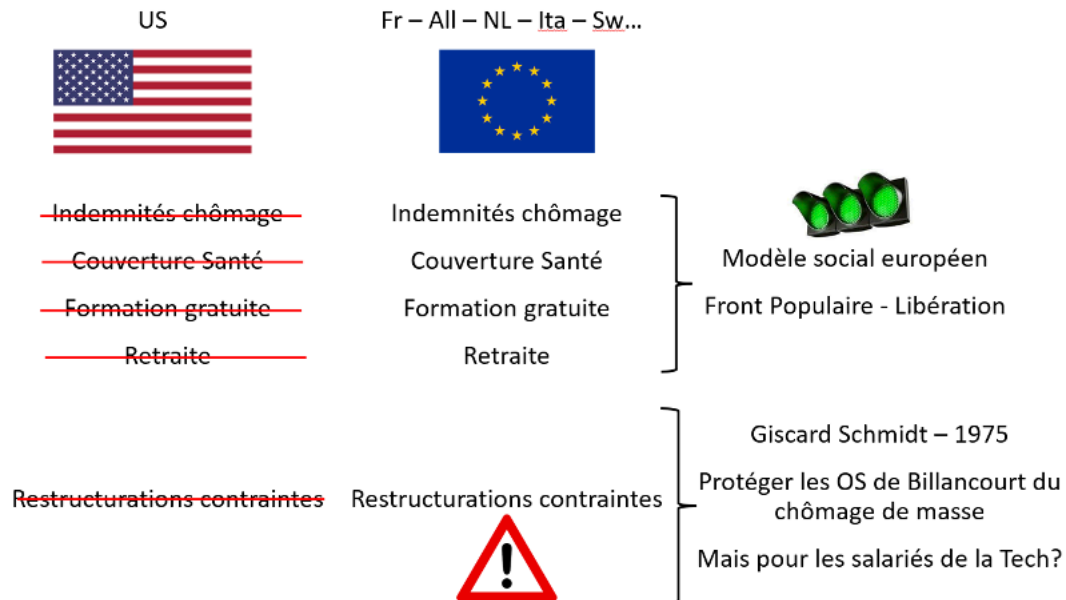 US
Fr – All – NL – Ita – Sw...
Indemnités chômage
Couverture Santé
Formation gratuite
Retraite
Restructurations contraintes
Indemnités chômage
Couverture Santé
Formation gratuite
Retraite
Restructurations contraintes
Modèle social européen
Front Populaire - Libération
Giscard Schmidt – 1975
Protéger les OS de Billancourt du
chômage de masse
Mais pour les salariés de la Tech?